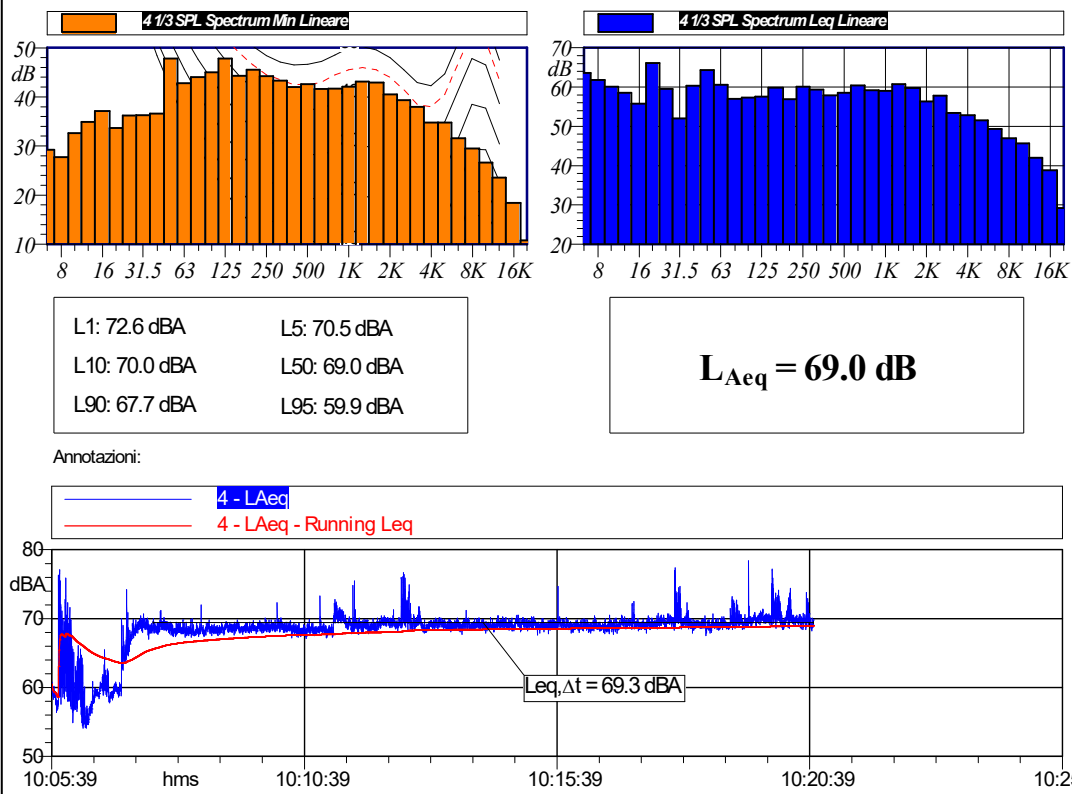 4 1/3 SPL Spectrum Min Lineare
4 1/3 SPL Spectrum Leq Lineare
50
dB
40
30
20
10
8 16 31.5 63 125 250 500 1K 2K 4K 8K 16K
70
dB
60
50
40
30
20
8 16 31.5 63 125 250 500 1K 2K 4K 8K 16K
L1: 72.6 dBA L5: 70.5 dBA
L10: 70.0 dBA L50: 69.0 dBA
L90: 67.7 dBA L95: 59.9 dBA
LAeq = 69.0 dB
Annotazioni:
4 - LAeq
4 - LAeq - Running Leq
80
dBA
70
60
50
Leq,Δt = 69.3 dBA
10:05:39 hms 10:10:39 10:15:39 10:20:39